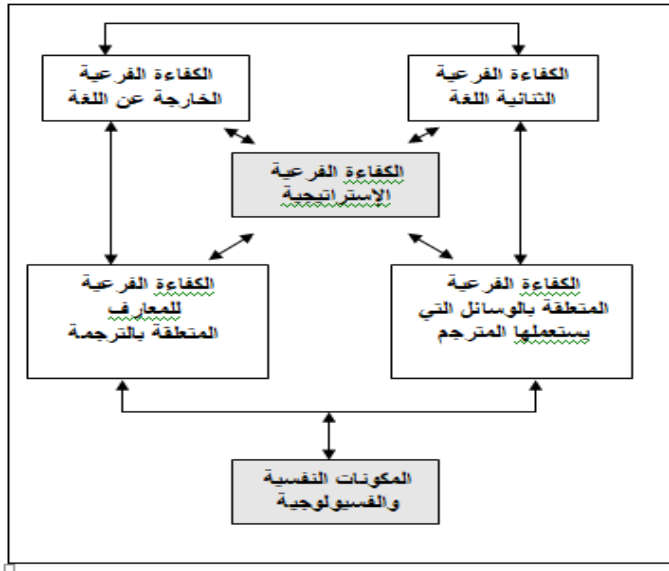 الكفاءة الفرعية
الثنائية اللغة
الكفاءة الفرعية
الخارجة عن اللغة
الكفاءة الفرعية
الإستراتيجية
الكفاءة الفرعية
المتعلقة بالوسائل التي
يستعملها المترجم
الكفاءة الفرعية
للمعارف
المتعلقة بالترجمة
المكونات النفسية
والفسيولوجية